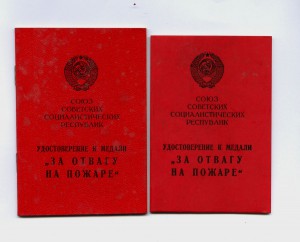 СОЮЗ
СОВЕТСКИХ
СОЦИАЛИСТИЧЕСКИХ
РЕСПУБЛИК
УДОСТОВЕРЕНИЕ К МЕДАЛИ
„ЗА ОТВАГУ
НА ПОЖАРЕ“
СОЮЗ
СОВЕТСКИХ
СОЦИАЛИСТИЧЕСКИХ
РЕСПУБЛИК
УДОСТОВЕРЕНИЕ К МЕДАЛИ
„ЗА ОТВАГУ
НА ПОЖАРЕ“